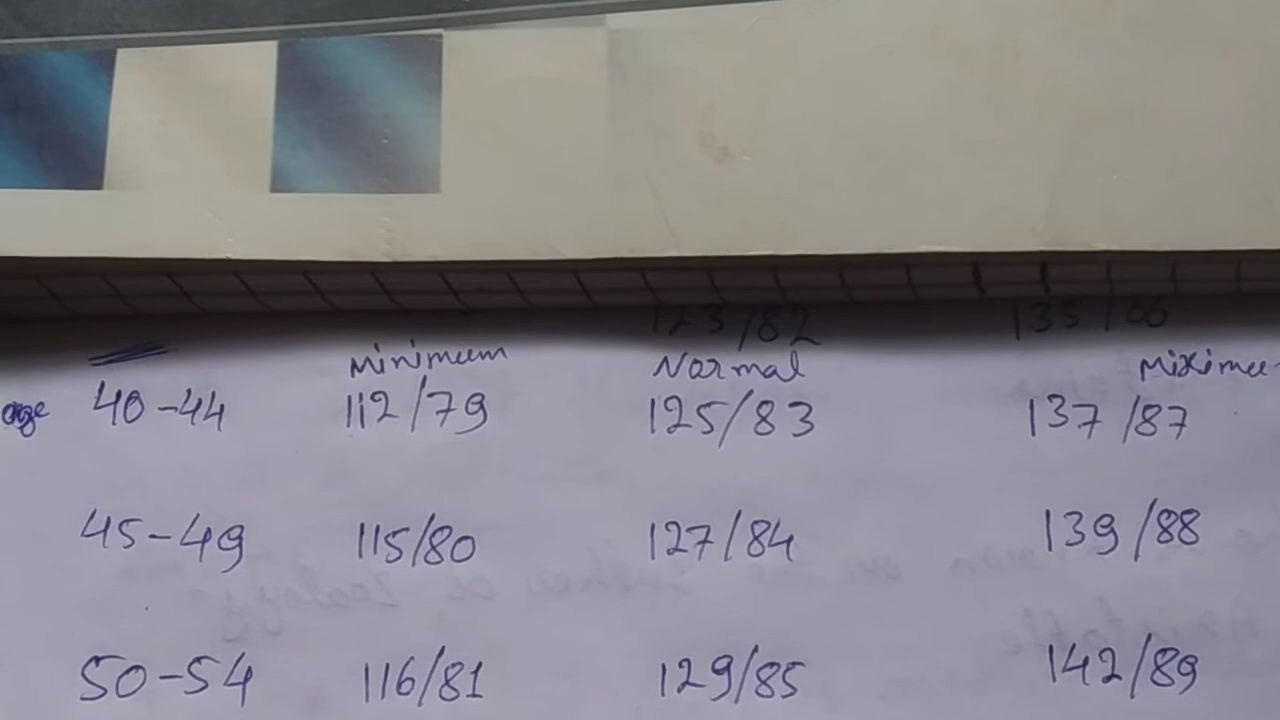 123/82 135/86
Minimum Normal Miximu
age 40-44 112/79 125/83 137/87
45-49 115/80 127/84 139/88
50-54 116/81 129/85 142/89